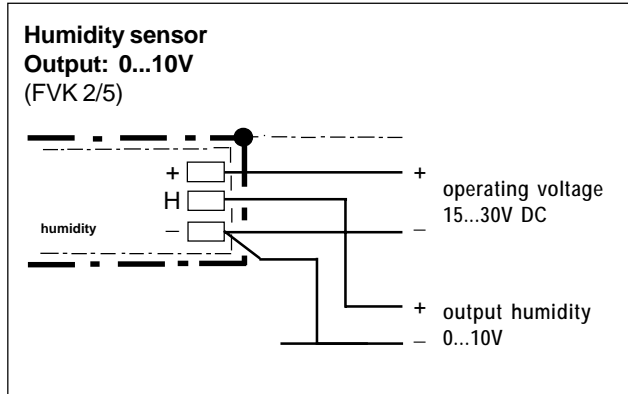 Humidity sensor
Output: 0...10V
(FVK 2/5)
+
H
humidity
–
+
operating voltage
15...30V DC
–
+
output humidity
0...10V
–